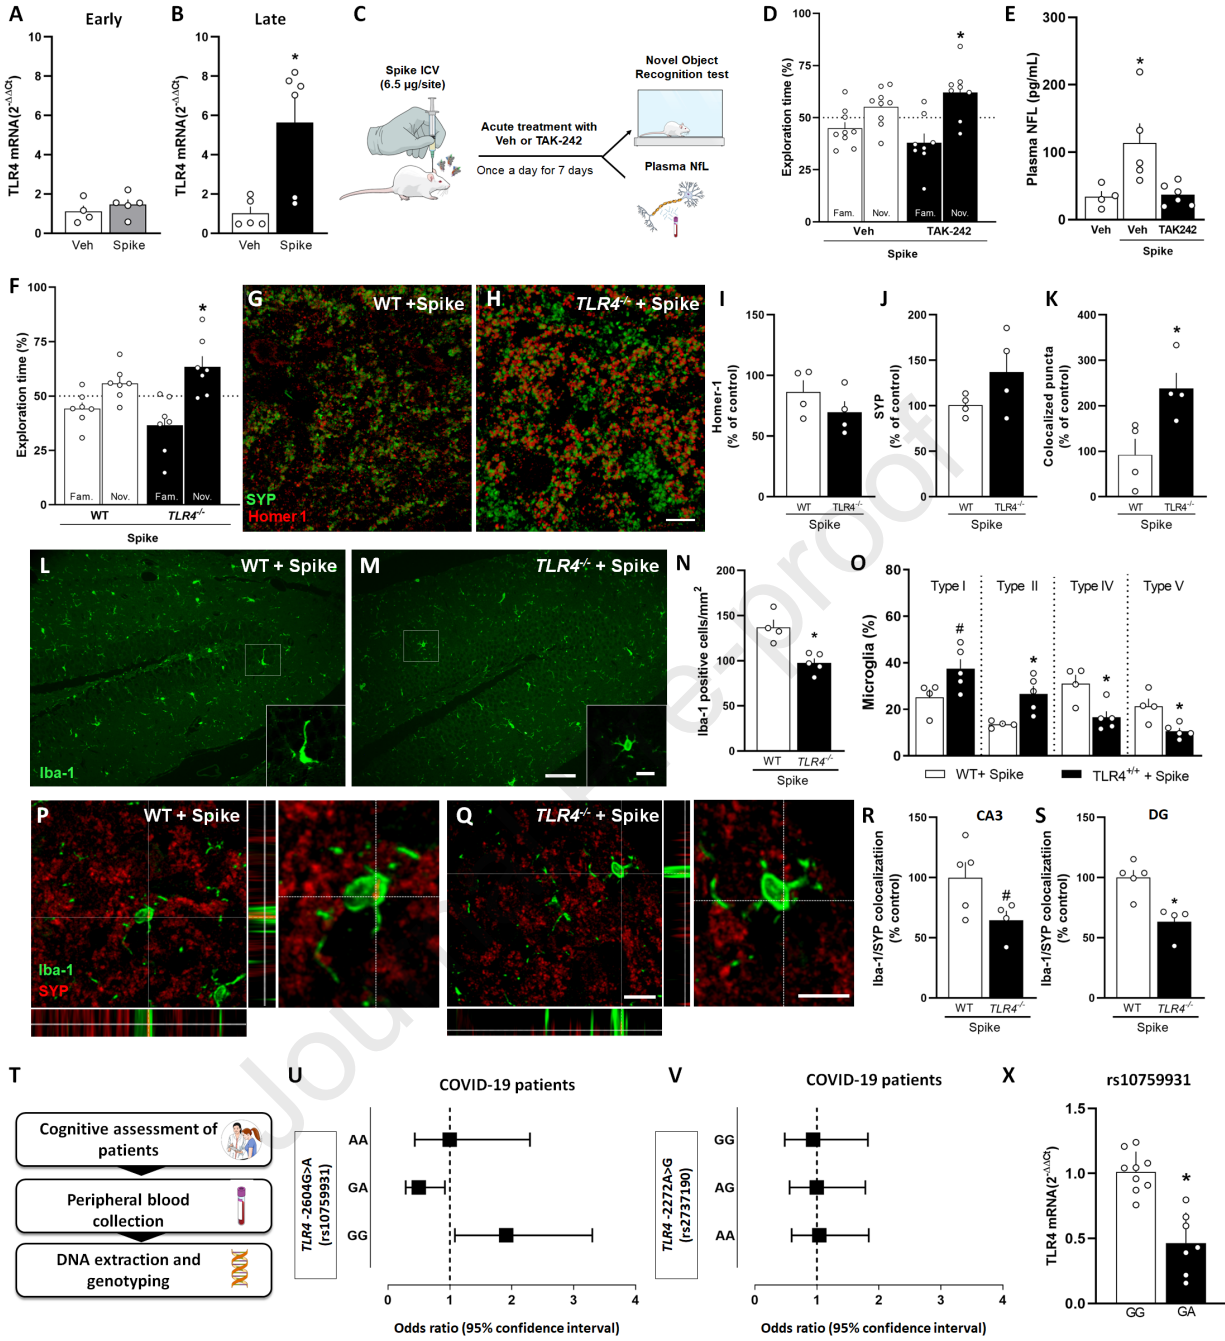 A
Early
B
Late
TLR4 mRNA(2^-ΔΔCt)
10
8
6
4
2
0
Veh
Spike
TLR4 mRNA(2^-ΔΔCt)
10
8
6
4
2
0
*
Veh
Spike
C
Spike ICV
(6.5 µg/site)
Acute treatment with
Veh or TAK-242
Once a day for 7 days
Novel Object
Recognition test
Plasma NfL
D
Exploration time (%)
100
75
50
25
0
*
Fam.
Nov.
Fam.
Nov.
Veh
TAK-242
Spike
E
Plasma NFL (pg/mL)
300
200
100
0
*
Veh
Veh
TAK242
Spike
F
Exploration time (%)
100
75
50
25
0
*
Fam.
Nov.
Fam.
Nov.
WT
TLR4-/-
Spike
G
WT +Spike
SYP
Homer 1
H
TLR4-/- + Spike
I
Homer-1
(% of control)
150
100
50
0
WT
TLR4-/-
Spike
J
SYP
(% of control)
200
150
100
50
0
WT
TLR4-/-
Spike
K
Colocalized puncta
(% of control)
400
300
200
100
0
*
WT
TLR4-/-
Spike
L
WT + Spike
Iba-1
M
TLR4-/- + Spike
N
Iba-1 positive cells/mm2
200
150
100
50
0
*
WT
TLR4-/-
Spike
O
Microglia (%)
80
60
40
20
0
Type I
Type II
Type IV
Type V
#
*
*
*
WT+ Spike
TLR4+/+ + Spike
P
WT + Spike
Iba-1
SYP
Q
TLR4-/- + Spike
R
CA3
Iba-1/SYP colocalizatiion
(% control)
150
100
50
0
#
WT
TLR4-/-
Spike
S
DG
Iba-1/SYP colocalizatiion
(% control)
150
100
50
0
*
WT
TLR4-/-
Spike
Journal Pre-proof
T
Cognitive assessment of
patients
Peripheral blood
collection
DNA extraction and
genotyping
U
COVID-19 patients
TLR4 -2604G>A
(rs10759931)
AA
GA
GG
0
1
2
3
4
Odds ratio (95% confidence interval)
V
COVID-19 patients
TLR4 -2272A>G
(rs2737190)
GG
AG
AA
0
1
2
3
4
Odds ratio (95% confidence interval)
X
rs10759931
TLR4 mRNA(2^-ΔΔCt)
1.5
1.0
0.5
0.0
*
GG
GA